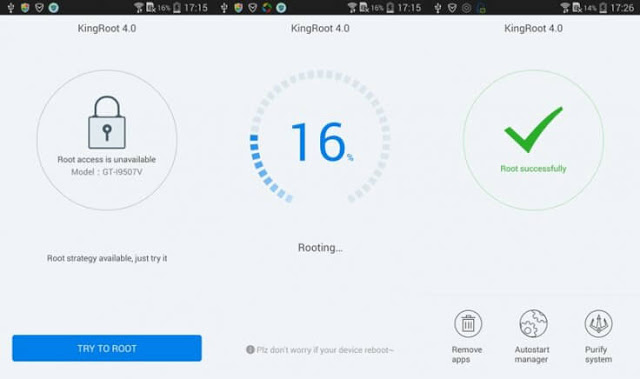 16% 17:15
KingRoot 4.0
Root access is unavailable
Model : GT-I9507V
Root strategy available, just try it
TRY TO ROOT
16% 17:15
KingRoot 4.0
16%
Rooting...
Plz don't worry if your device reboot~
14% 17:26
KingRoot 4.0
Root successfully
Remove
apps
Autostart
manager
Purify
system